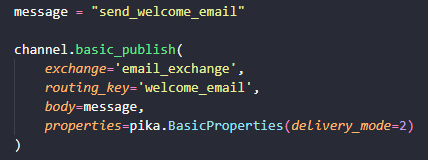 message = "send_welcome_email"

channel.basic_publish(
    exchange='email_exchange',
    routing_key='welcome_email',
    body=message,
    properties=pika.BasicProperties(delivery_mode=2)
)